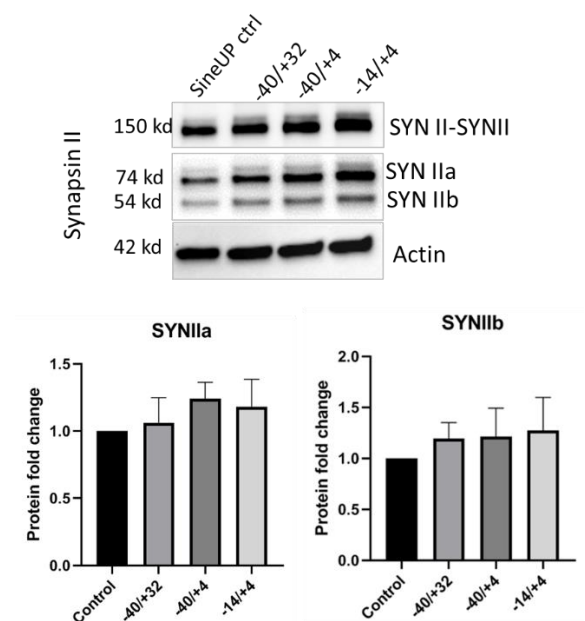 SineUP ctrl
-40/+32
-40/+4
-14/+4
Synapsin II
150 kd
SYN II-SYNII
74 kd
SYN IIa
54 kd
SYN IIb
42 kd
Actin
SYNIIa
Protein fold change
1.5
1.0
0.5
0.0
Control
-40/+32
-40/+4
-14/+4
SYNIIb
Protein fold change
2.0
1.5
1.0
0.5
0.0
Control
-40/+32
-40/+4
-14/+4